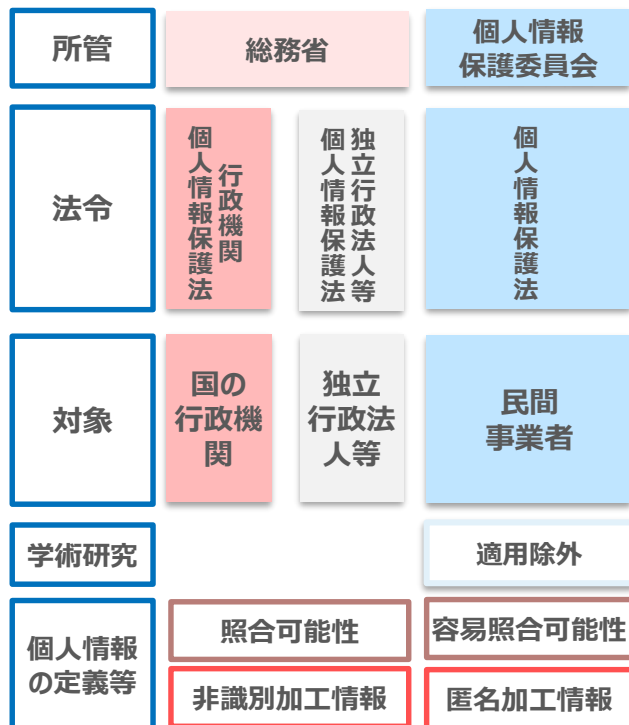 所管
総務省
個人情報
保護委員会
法令
行政機関
個人情報保護法
独立行政法人等
個人情報保護法
個人情報保護法
対象
国の
行政機
関
独立
行政法
人等
民間
事業者
学術研究
適用除外
個人情報
の定義等
照合可能性
容易照合可能性
非識別加工情報
匿名加工情報